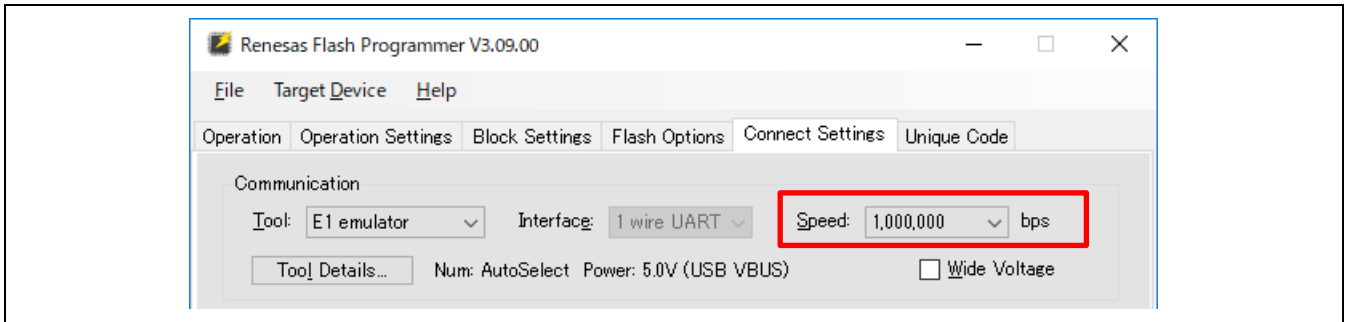 Renesas Flash Programmer V3.09.00
File Target Device Help
Operation Operation Settings Block Settings Flash Options Connect Settings Unique Code
Communication
Tool: E1 emulator Interface: 1 wire UART Speed: 1,000,000 bps
Tool Details... Num: AutoSelect Power: 5.0V (USB VBUS) Wide Voltage